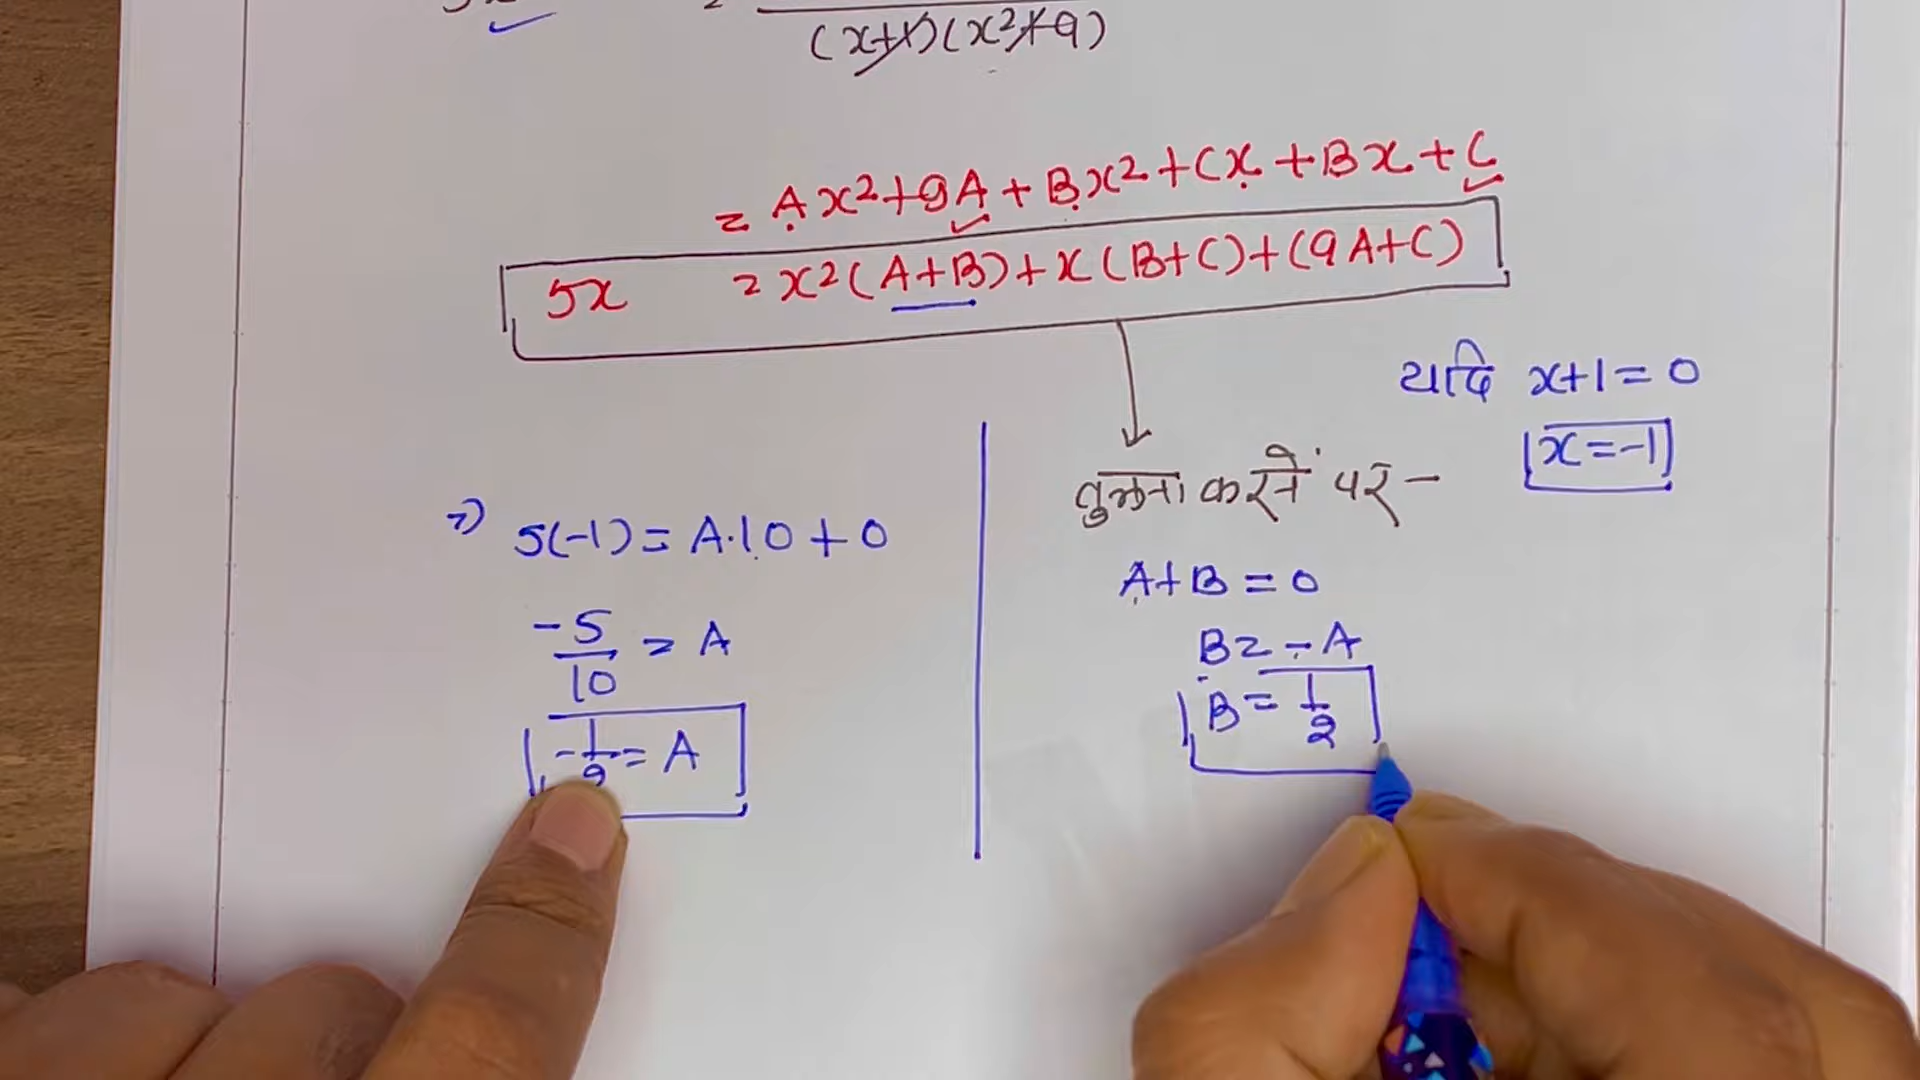 (x+1)(x²+9)
= Ax²+9A+Bx²+Cx+Bx+C
5x = x²(A+B)+x(B+C)+(9A+C)
यदि x+1=0
x=-1
तुलना करने पर-
=> 5(-1)=A.10+0
-5/10 = A
-1/2 = A
A+B=0
B=-A
B=1/2